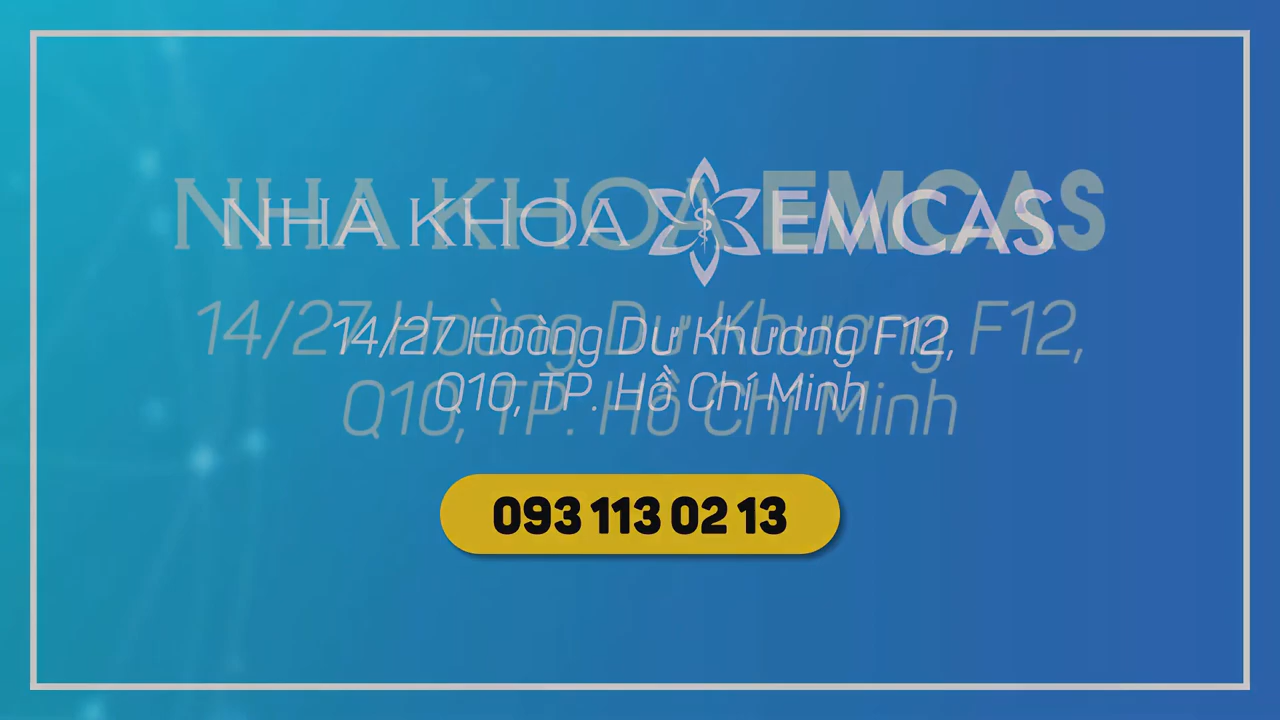 NHA KHOA EMCAS
14/27 Hoàng Dư Khương F12,
Q10, TP. Hồ Chí Minh
093 113 02 13